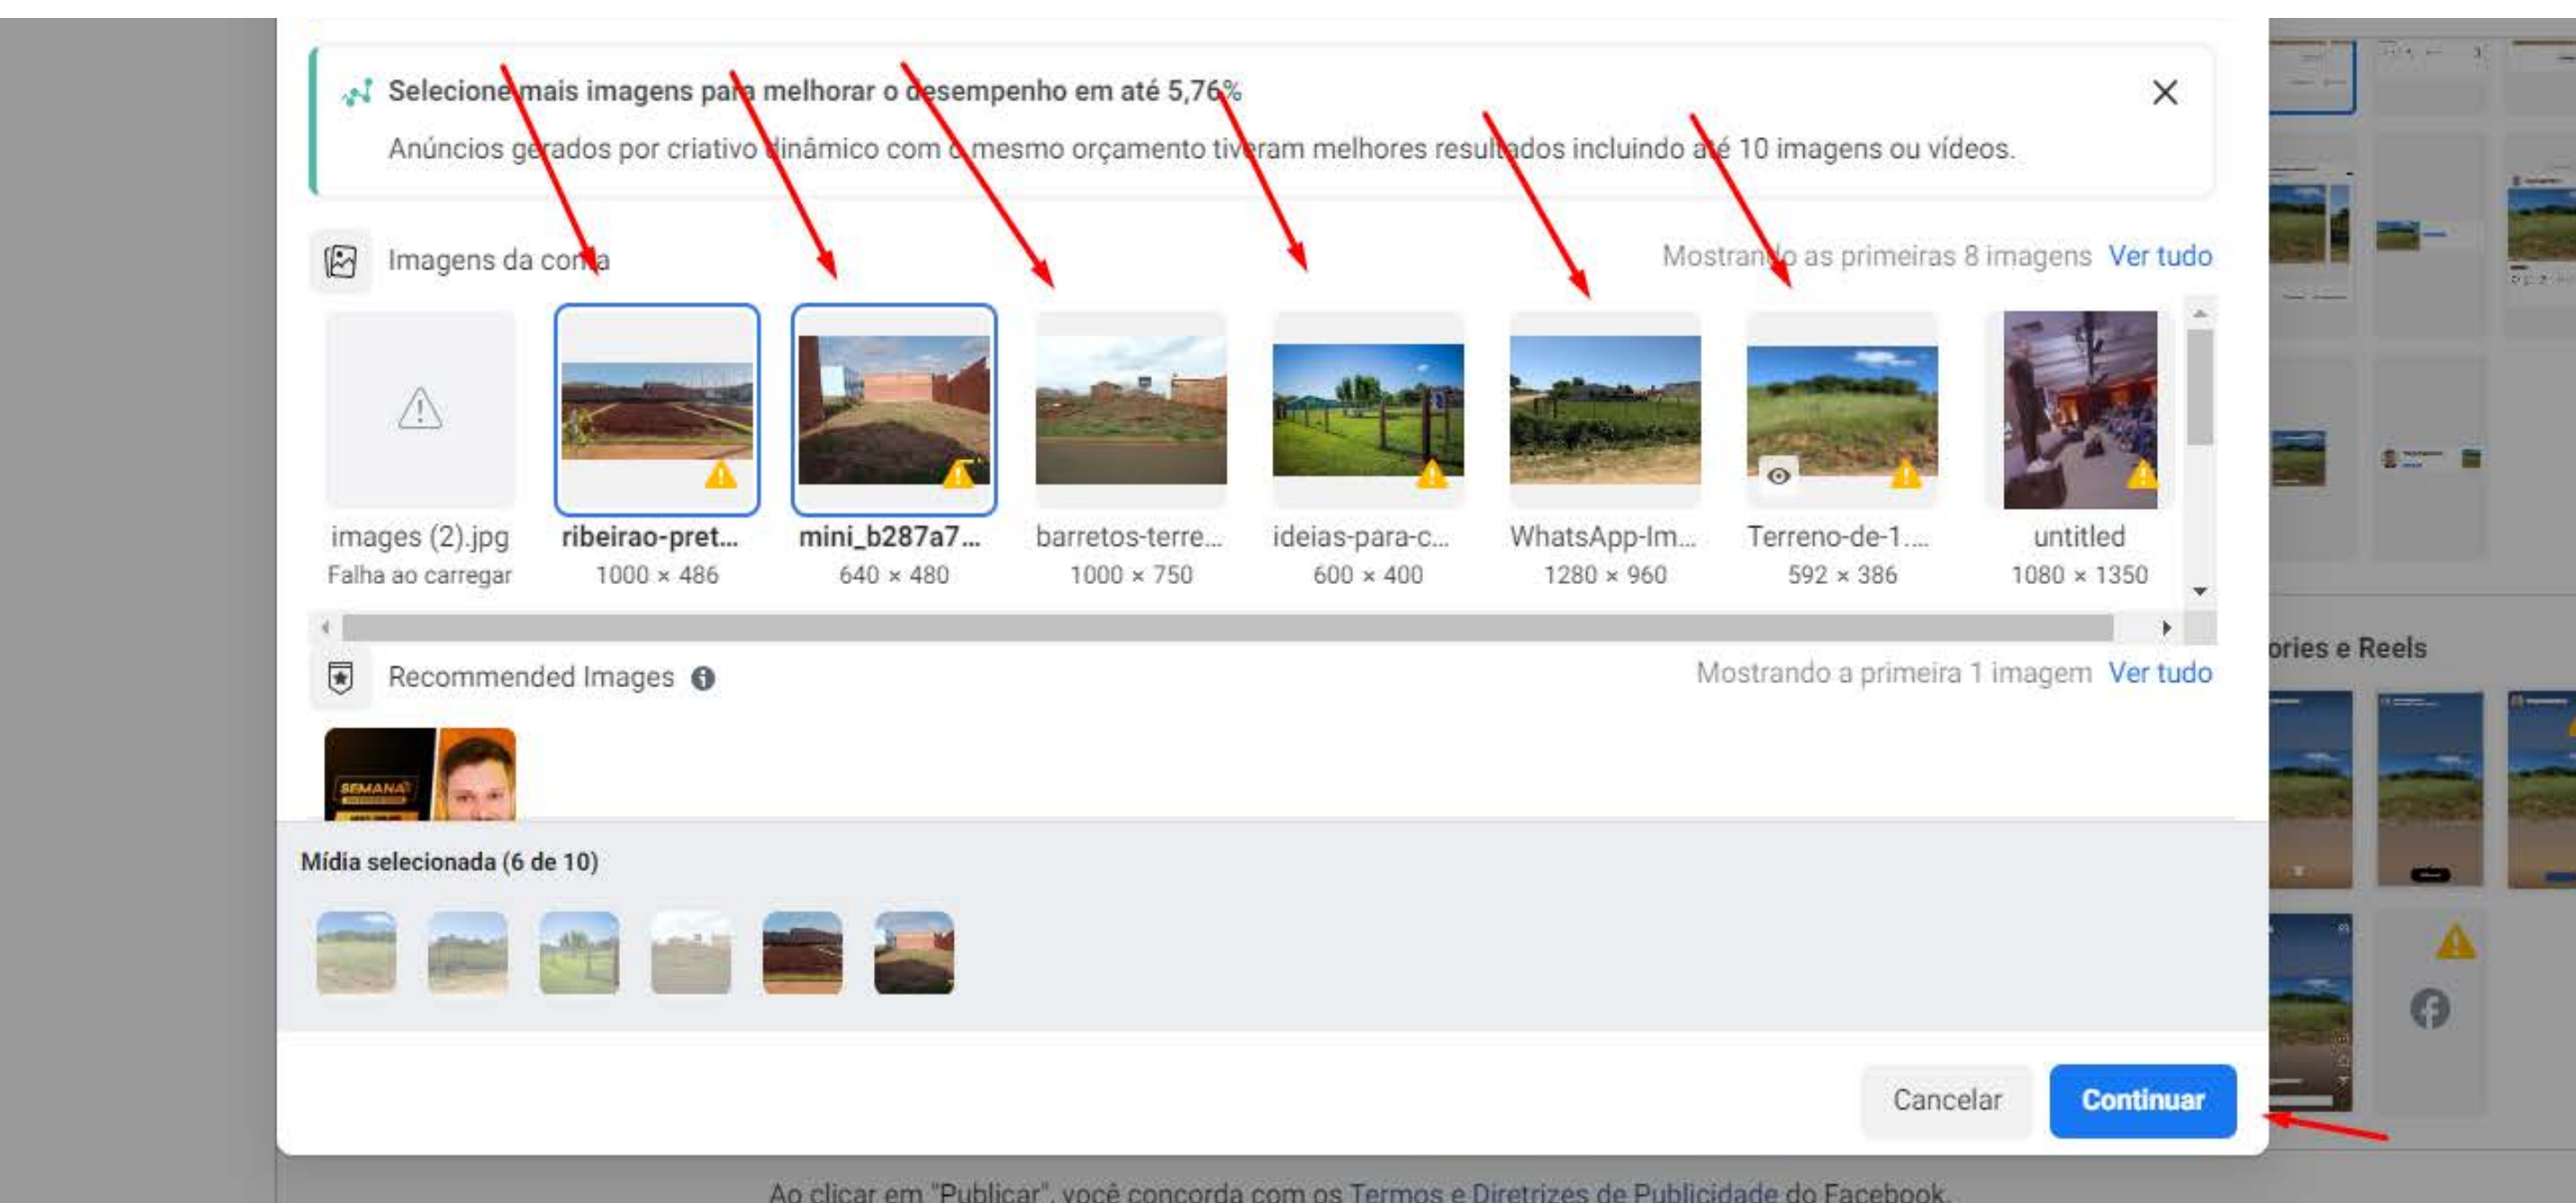 Selecione mais imagens para melhorar o desempenho em até 5,76%
Anúncios gerados por criativo dinâmico com o mesmo orçamento tiveram melhores resultados incluindo até 10 imagens ou vídeos.
Imagens da conta
Mostrando as primeiras 8 imagens Ver tudo
images (2).jpg ribeirao-pret... mini_b287a7... barretos-terre... ideias-para-c... WhatsApp-Im... Terreno-de-1.... untitled
Falha ao carregar 1000 × 486 640 × 480 1000 × 750 600 × 400 1280 × 960 592 × 386 1080 × 1350
Recommended Images
Mostrando a primeira 1 imagem Ver tudo
ories e Reels
SEMANA
Mídia selecionada (6 de 10)
Cancelar Continuar
Ao clicar em "Publicar", você concorda com os Termos e Diretrizes de Publicidade do Facebook.